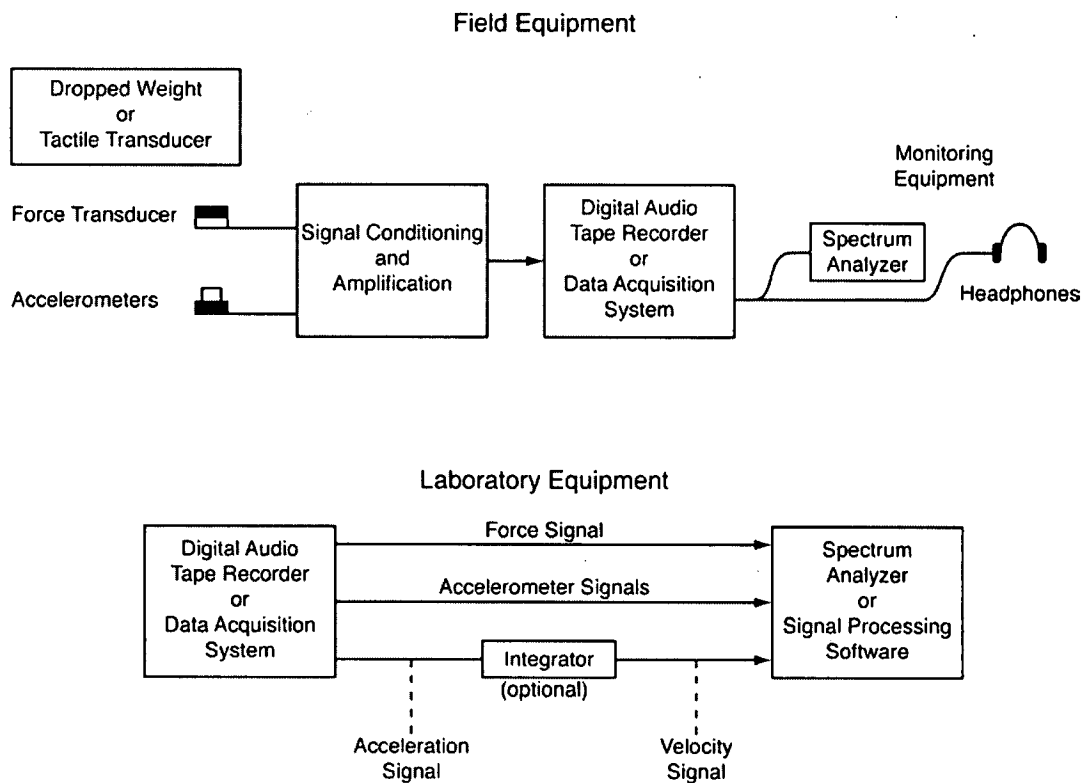 Field Equipment
Dropped Weight
or
Tactile Transducer
Force Transducer
Accelerometers
Signal Conditioning
and
Amplification
Digital Audio
Tape Recorder
or
Data Acquisition
System
Monitoring
Equipment
Spectrum
Analyzer
Headphones
Laboratory Equipment
Digital Audio
Tape Recorder
or
Data Acquisition
System
Force Signal
Accelerometer Signals
Integrator
(optional)
Acceleration
Signal
Velocity
Signal
Spectrum
Analyzer
or
Signal Processing
Software